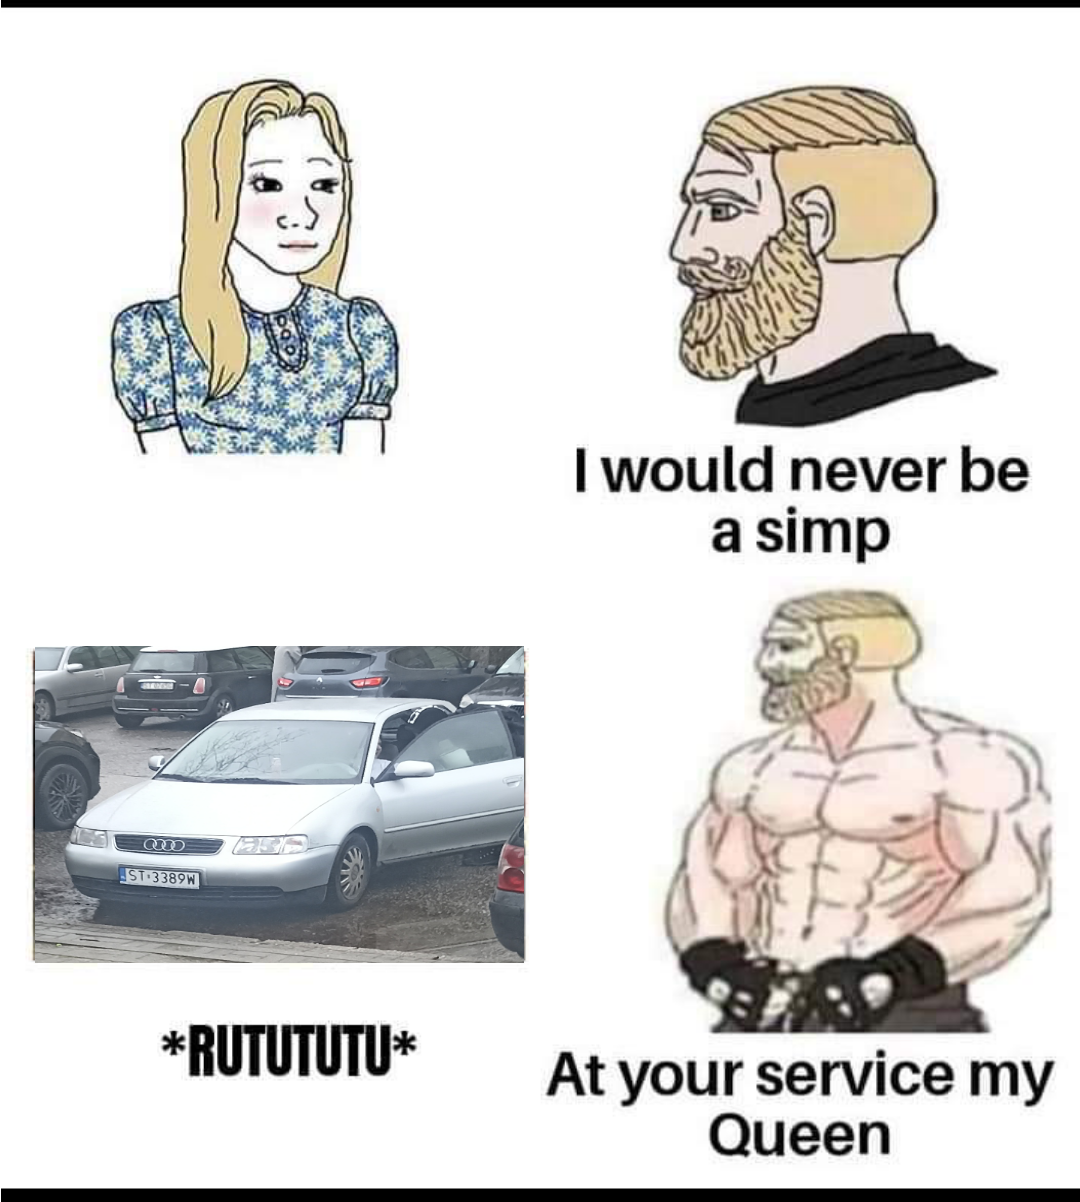 I would never be
a simp
ST 3389W
*RUTUTUTU*
At your service my
Queen